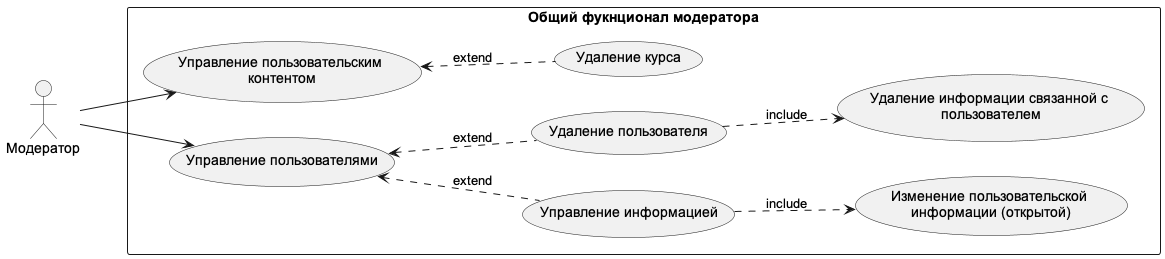 Общий фукнционал модератора
Управление пользовательским
контентом
extend
Удаление курса
Модератор
Управление пользователями
extend
Удаление пользователя
include
Удаление информации связанной с
пользователем
extend
Управление информацией
include
Изменение пользовательской
информации (открытой)